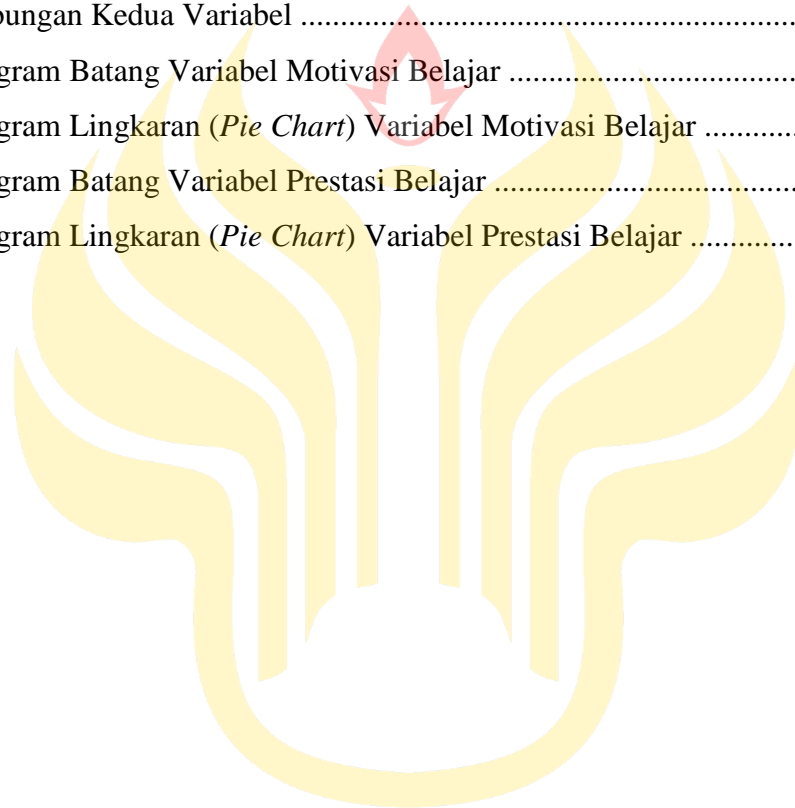 bungan Kedua Variabel ......................................................................
gram Batang Variabel Motivasi Belajar ..........................................
gram Lingkaran (Pie Chart) Variabel Motivasi Belajar .............
gram Batang Variabel Prestasi Belajar ............................................
gram Lingkaran (Pie Chart) Variabel Prestasi Belajar ..............